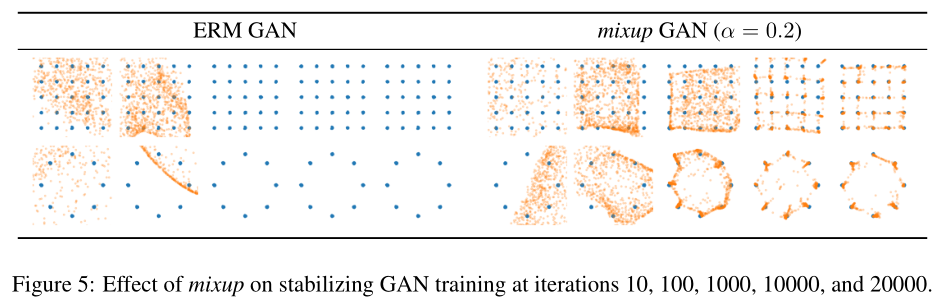 ERM GAN
mixup GAN (α = 0.2)
Figure 5: Effect of mixup on stabilizing GAN training at iterations 10, 100, 1000, 10000, and 20000.